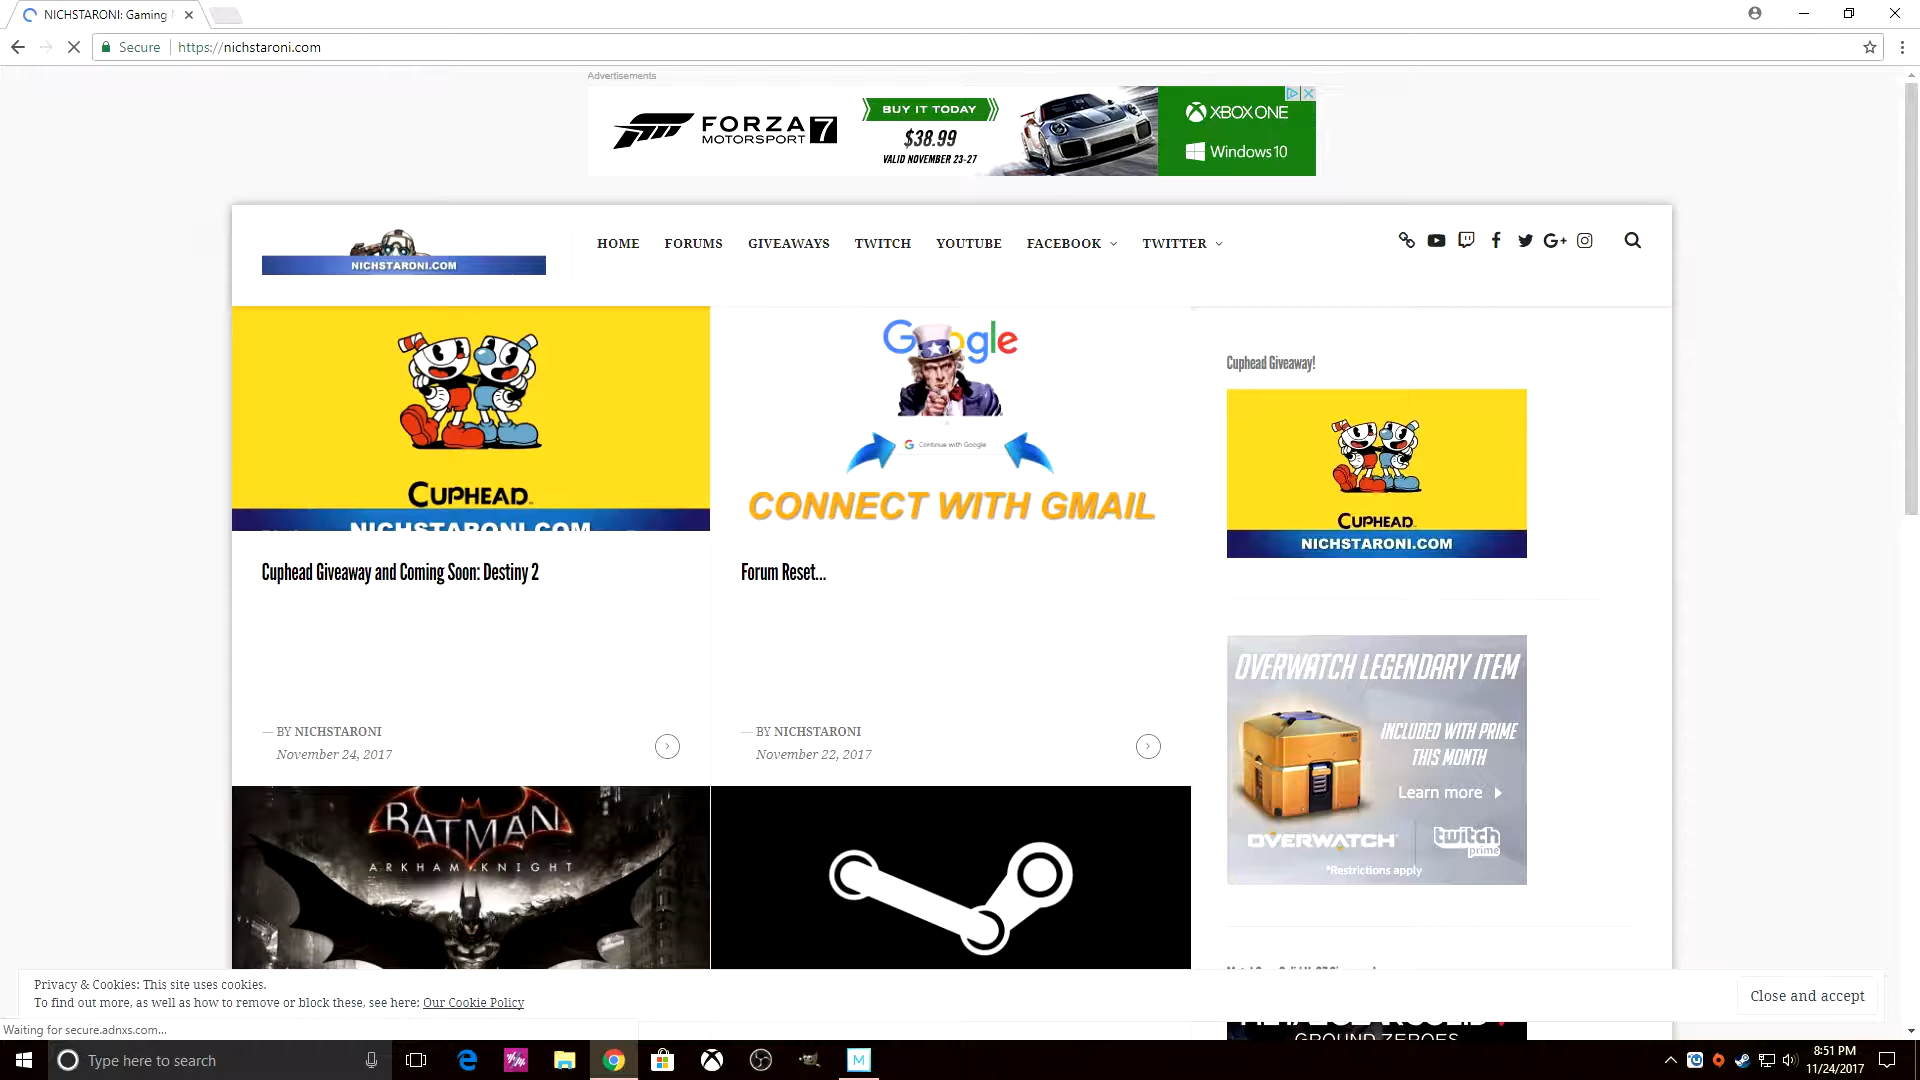 NICHSTARONI: Gaming
Secure
https://nichstaroni.com
Advertisements
FORZA
MOTORSPORT 7
BUY IT TODAY
$38.99
VALID NOVEMBER 23-27
XBOX ONE
Windows 10
NICHSTARONI.COM
HOME
FORUMS
GIVEAWAYS
TWITCH
YOUTUBE
FACEBOOK
TWITTER
CUPHEAD
NICHSTARONI.COM
Google
Continue with Google
CONNECT WITH GMAIL
Cuphead Giveaway!
CUPHEAD
NICHSTARONI.COM
Cuphead Giveaway and Coming Soon: Destiny 2
Forum Reset...
— BY NICHSTARONI
November 24, 2017
— BY NICHSTARONI
November 22, 2017
OVERWATCH LEGENDARY ITEM
INCLUDED WITH PRIME
THIS MONTH
Learn more
OVERWATCH
twitch
prime
*Restrictions apply
BATMAN
ARKHAM KNIGHT
GROUND ZEROES
Privacy & Cookies: This site uses cookies.
To find out more, as well as how to remove or block these, see here: Our Cookie Policy
Close and accept
Waiting for secure.adnxs.com...
Type here to search
8:51 PM
11/24/2017